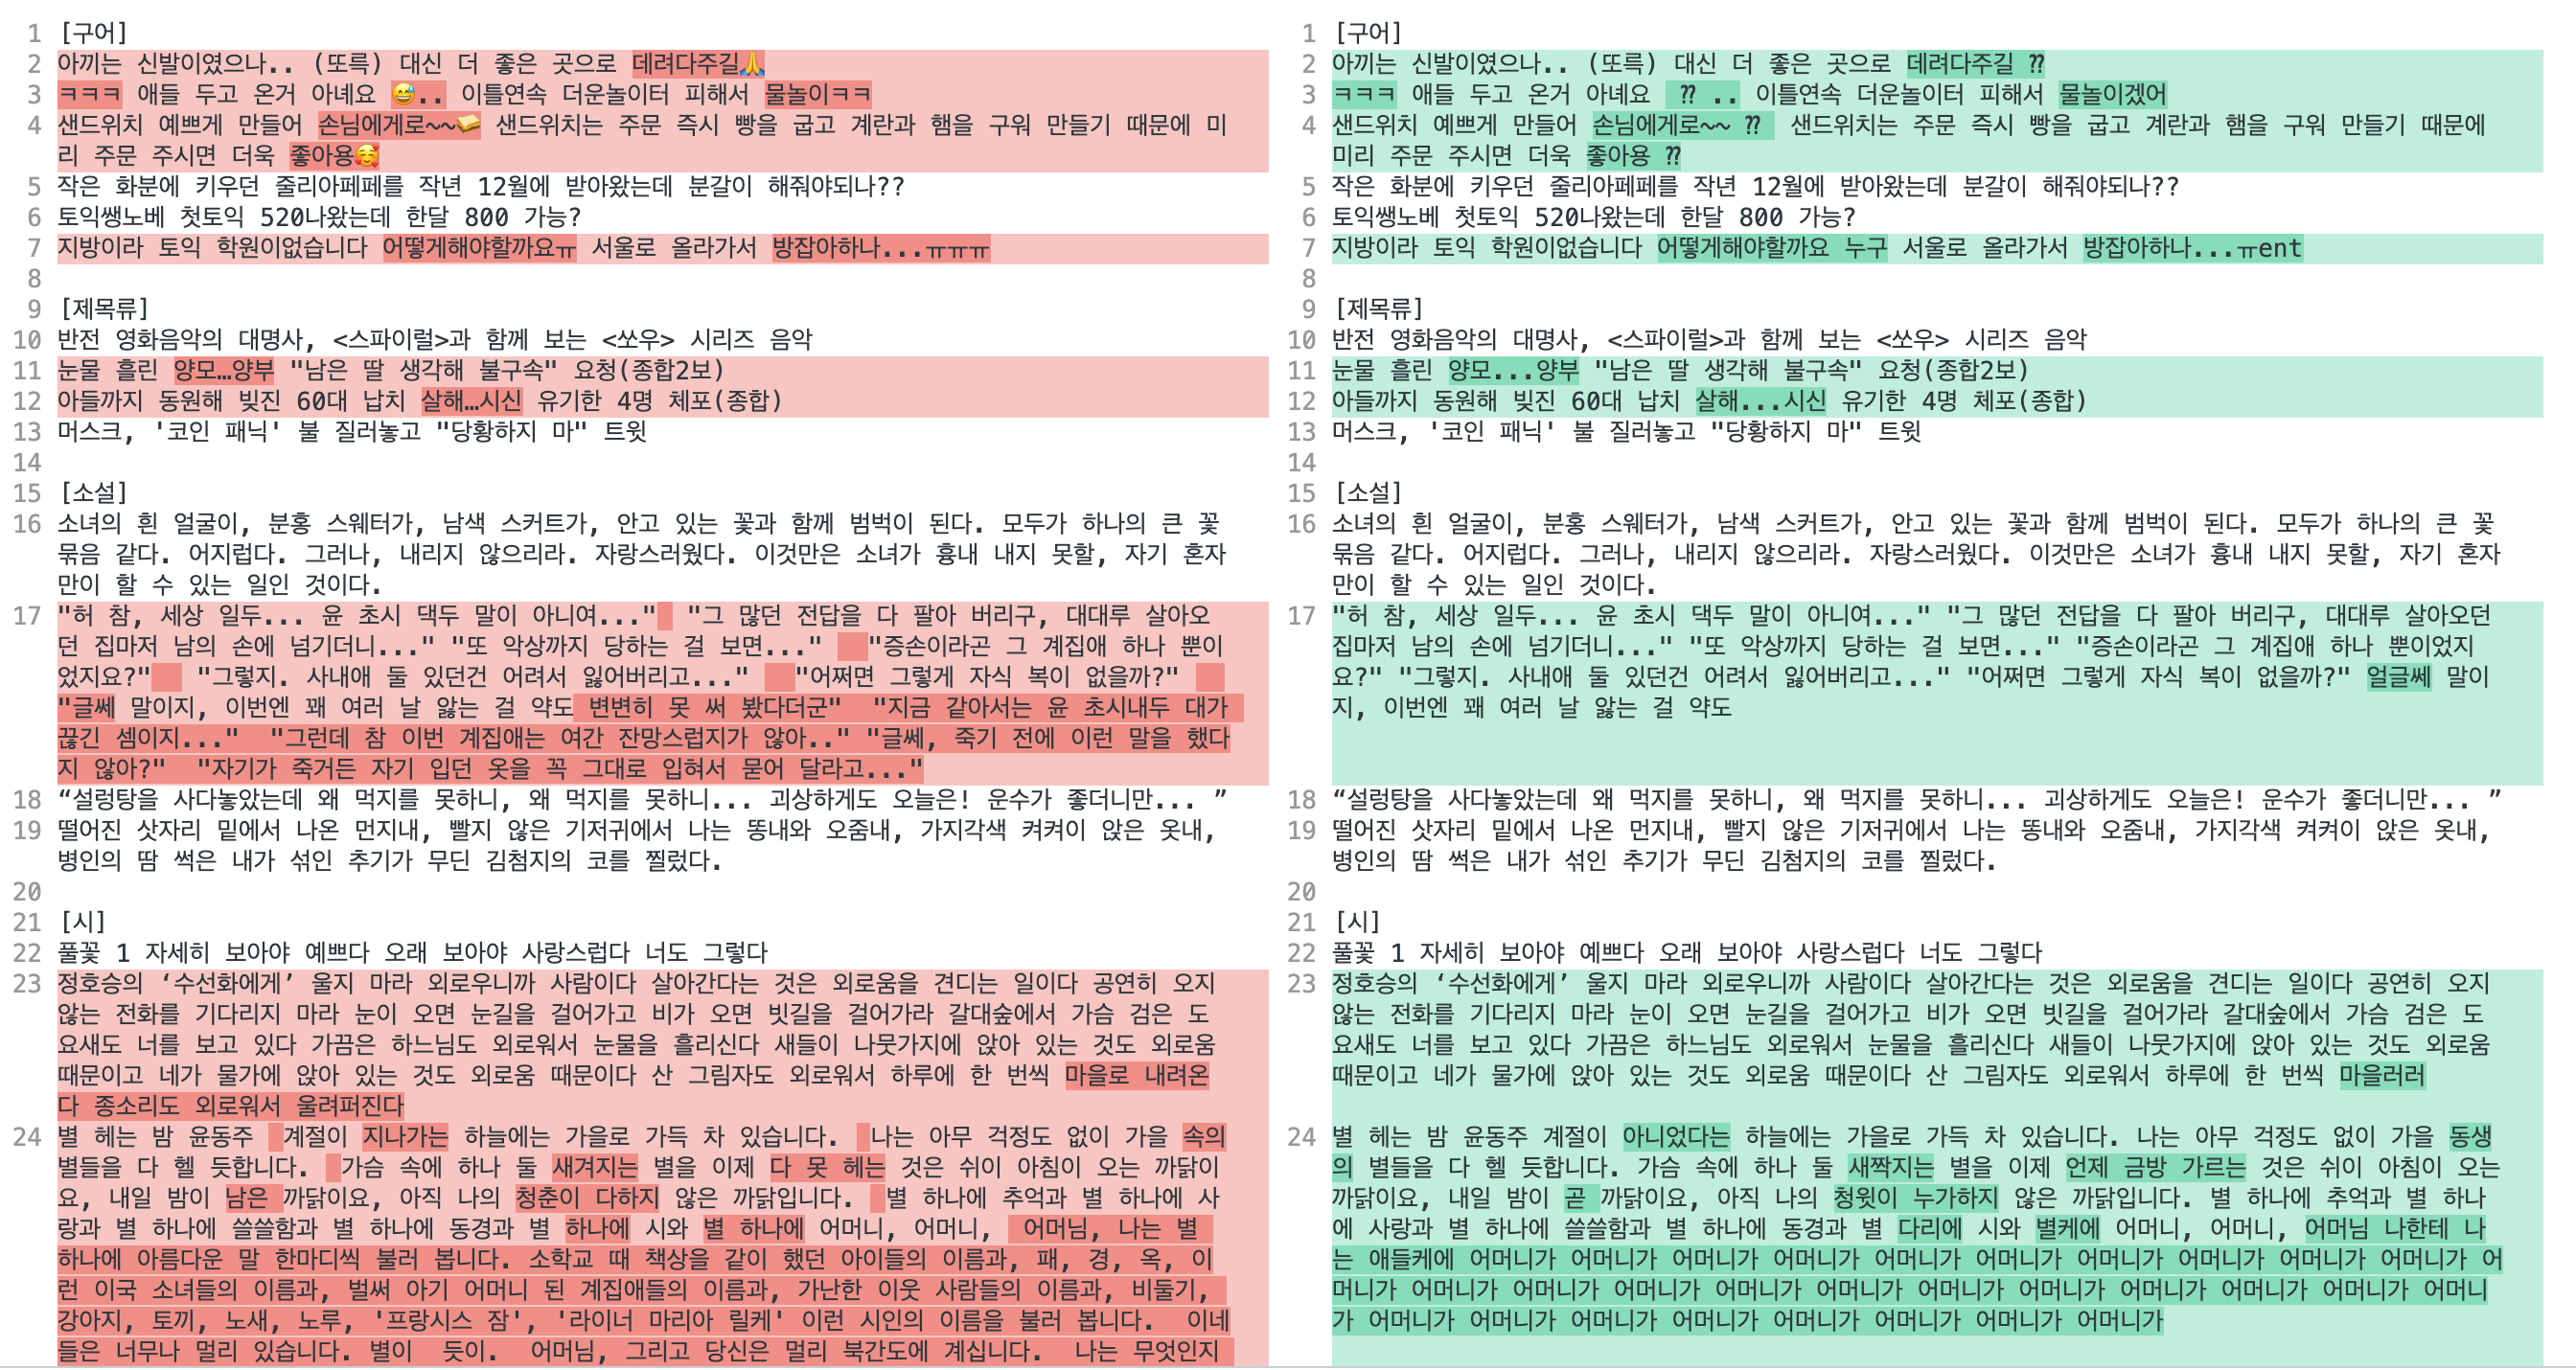 1 [구어]
2 아끼는 신발이였으나.. (또륵) 대신 더 좋은 곳으로 데려다주길🙏
3 ㅋㅋㅋ 애들 두고 온거 아녜요 😅.. 이틀연속 더운놀이터 피해서 물놀이ㅋㅋ
4 샌드위치 예쁘게 만들어 손님에게로~~🥪 샌드위치는 주문 즉시 빵을 굽고 계란과 햄을 구워 만들기 때문에 미
리 주문 주시면 더욱 좋아용🥰
5 작은 화분에 키우던 줄리아페페를 작년 12월에 받아왔는데 분갈이 해줘야되나??
6 토익쌩노베 첫토익 520나왔는데 한달 800 가능?
7 지방이라 토익 학원이없습니다 어떻게해야할까요ㅠ 서울로 올라가서 방잡아하나...ㅠㅠㅠ
8
9 [제목류]
10 반전 영화음악의 대명사, <스파이럴>과 함께 보는 <쏘우> 시리즈 음악
11 눈물 흘린 양모…양부 "남은 딸 생각해 불구속" 요청(종합2보)
12 아들까지 동원해 빚진 60대 납치 살해…시신 유기한 4명 체포(종합)
13 머스크, '코인 패닉' 불 질러놓고 "당황하지 마" 트윗
14
15 [소설]
16 소녀의 흰 얼굴이, 분홍 스웨터가, 남색 스커트가, 안고 있는 꽃과 함께 범벅이 된다. 모두가 하나의 큰 꽃
묶음 같다. 어지럽다. 그러나, 내리지 않으리라. 자랑스러웠다. 이것만은 소녀가 흉내 내지 못할, 자기 혼자
만이 할 수 있는 일인 것이다.
17 "허 참, 세상 일두... 윤 초시 댁두 말이 아니여..."  "그 많던 전답을 다 팔아 버리구, 대대루 살아오
던 집마저 남의 손에 넘기더니..." "또 악상까지 당하는 걸 보면..."   "증손이라곤 그 계집애 하나 뿐이
었지요?"   "그렇지. 사내애 둘 있던건 어려서 잃어버리고..."   "어쩌면 그렇게 자식 복이 없을까?"
"글쎄 말이지, 이번엔 꽤 여러 날 앓는 걸 약도 변변히 못 써 봤다더군"  "지금 같아서는 윤 초시내두 대가
끊긴 셈이지..."  "그런데 참 이번 계집애는 여간 잔망스럽지가 않아.." "글쎄, 죽기 전에 이런 말을 했다
지 않아?"  "자기가 죽거든 자기 입던 옷을 꼭 그대로 입혀서 묻어 달라고..."
18 “설렁탕을 사다놓았는데 왜 먹지를 못하니, 왜 먹지를 못하니... 괴상하게도 오늘은! 운수가 좋더니만... ”
19 떨어진 삿자리 밑에서 나온 먼지내, 빨지 않은 기저귀에서 나는 똥내와 오줌내, 가지각색 켜켜이 앉은 옷내,
병인의 땀 썩은 내가 섞인 추기가 무딘 김첨지의 코를 찔렀다.
20
21 [시]
22 풀꽃 1 자세히 보아야 예쁘다 오래 보아야 사랑스럽다 너도 그렇다
23 정호승의 ‘수선화에게’ 울지 마라 외로우니까 사람이다 살아간다는 것은 외로움을 견디는 일이다 공연히 오지
않는 전화를 기다리지 마라 눈이 오면 눈길을 걸어가고 비가 오면 빗길을 걸어가라 갈대숲에서 가슴 검은 도
요새도 너를 보고 있다 가끔은 하느님도 외로워서 눈물을 흘리신다 새들이 나뭇가지에 앉아 있는 것도 외로움
때문이고 네가 물가에 앉아 있는 것도 외로움 때문이다 산 그림자도 외로워서 하루에 한 번씩 마을로 내려온
다 종소리도 외로워서 울려퍼진다
24 별 헤는 밤 윤동주  계절이 지나가는 하늘에는 가을로 가득 차 있습니다.  나는 아무 걱정도 없이 가을 속의
별들을 다 헬 듯합니다.  가슴 속에 하나 둘 새겨지는 별을 이제 다 못 헤는 것은 쉬이 아침이 오는 까닭이
요, 내일 밤이 남은 까닭이요, 아직 나의 청춘이 다하지 않은 까닭입니다.  별 하나에 추억과 별 하나에 사
랑과 별 하나에 쓸쓸함과 별 하나에 동경과 별 하나에 시와 별 하나에 어머니, 어머니,  어머님, 나는 별
하나에 아름다운 말 한마디씩 불러 봅니다. 소학교 때 책상을 같이 했던 아이들의 이름과, 패, 경, 옥, 이
런 이국 소녀들의 이름과, 벌써 아기 어머니 된 계집애들의 이름과, 가난한 이웃 사람들의 이름과, 비둘기,
강아지, 토끼, 노새, 노루, '프랑시스 잠', '라이너 마리아 릴케' 이런 시인의 이름을 불러 봅니다.  이네
들은 너무나 멀리 있습니다. 별이  듯이.  어머님, 그리고 당신은 멀리 북간도에 계십니다.  나는 무엇인지
1 [구어]
2 아끼는 신발이였으나.. (또륵) 대신 더 좋은 곳으로 데려다주길 ⁇
3 ㅋㅋㅋ 애들 두고 온거 아녜요 ⁇ .. 이틀연속 더운놀이터 피해서 물놀이겠어
4 샌드위치 예쁘게 만들어 손님에게로~~ ⁇  샌드위치는 주문 즉시 빵을 굽고 계란과 햄을 구워 만들기 때문에
미리 주문 주시면 더욱 좋아용 ⁇
5 작은 화분에 키우던 줄리아페페를 작년 12월에 받아왔는데 분갈이 해줘야되나??
6 토익쌩노베 첫토익 520나왔는데 한달 800 가능?
7 지방이라 토익 학원이없습니다 어떻게해야할까요 누구 서울로 올라가서 방잡아하나...ㅠent
8
9 [제목류]
10 반전 영화음악의 대명사, <스파이럴>과 함께 보는 <쏘우> 시리즈 음악
11 눈물 흘린 양모...양부 "남은 딸 생각해 불구속" 요청(종합2보)
12 아들까지 동원해 빚진 60대 납치 살해...시신 유기한 4명 체포(종합)
13 머스크, '코인 패닉' 불 질러놓고 "당황하지 마" 트윗
14
15 [소설]
16 소녀의 흰 얼굴이, 분홍 스웨터가, 남색 스커트가, 안고 있는 꽃과 함께 범벅이 된다. 모두가 하나의 큰 꽃
묶음 같다. 어지럽다. 그러나, 내리지 않으리라. 자랑스러웠다. 이것만은 소녀가 흉내 내지 못할, 자기 혼자
만이 할 수 있는 일인 것이다.
17 "허 참, 세상 일두... 윤 초시 댁두 말이 아니여..." "그 많던 전답을 다 팔아 버리구, 대대루 살아오던
집마저 남의 손에 넘기더니..." "또 악상까지 당하는 걸 보면..." "증손이라곤 그 계집애 하나 뿐이었지
요?" "그렇지. 사내애 둘 있던건 어려서 잃어버리고..." "어쩌면 그렇게 자식 복이 없을까?" 얼글쎄 말이
지, 이번엔 꽤 여러 날 앓는 걸 약도
18 “설렁탕을 사다놓았는데 왜 먹지를 못하니, 왜 먹지를 못하니... 괴상하게도 오늘은! 운수가 좋더니만... ”
19 떨어진 삿자리 밑에서 나온 먼지내, 빨지 않은 기저귀에서 나는 똥내와 오줌내, 가지각색 켜켜이 앉은 옷내,
병인의 땀 썩은 내가 섞인 추기가 무딘 김첨지의 코를 찔렀다.
20
21 [시]
22 풀꽃 1 자세히 보아야 예쁘다 오래 보아야 사랑스럽다 너도 그렇다
23 정호승의 ‘수선화에게’ 울지 마라 외로우니까 사람이다 살아간다는 것은 외로움을 견디는 일이다 공연히 오지
않는 전화를 기다리지 마라 눈이 오면 눈길을 걸어가고 비가 오면 빗길을 걸어가라 갈대숲에서 가슴 검은 도
요새도 너를 보고 있다 가끔은 하느님도 외로워서 눈물을 흘리신다 새들이 나뭇가지에 앉아 있는 것도 외로움
때문이고 네가 물가에 앉아 있는 것도 외로움 때문이다 산 그림자도 외로워서 하루에 한 번씩 마을러러
24 별 헤는 밤 윤동주 계절이 아니었다는 하늘에는 가을로 가득 차 있습니다. 나는 아무 걱정도 없이 가을 동생
의 별들을 다 헬 듯합니다. 가슴 속에 하나 둘 새짝지는 별을 이제 언제 금방 가르는 것은 쉬이 아침이 오는
까닭이요, 내일 밤이 곧 까닭이요, 아직 나의 청윗이 누가하지 않은 까닭입니다. 별 하나에 추억과 별 하나
에 사랑과 별 하나에 쓸쓸함과 별 하나에 동경과 별 다리에 시와 별케에 어머니, 어머니, 어머님 나한테 나
는 애들케에 어머니가 어머니가 어머니가 어머니가 어머니가 어머니가 어머니가 어머니가 어머니가 어머니가 어
머니가 어머니가 어머니가 어머니가 어머니가 어머니가 어머니가 어머니가 어머니가 어머니가 어머니가 어머니
가 어머니가 어머니가 어머니가 어머니가 어머니가 어머니가 어머니가 어머니가